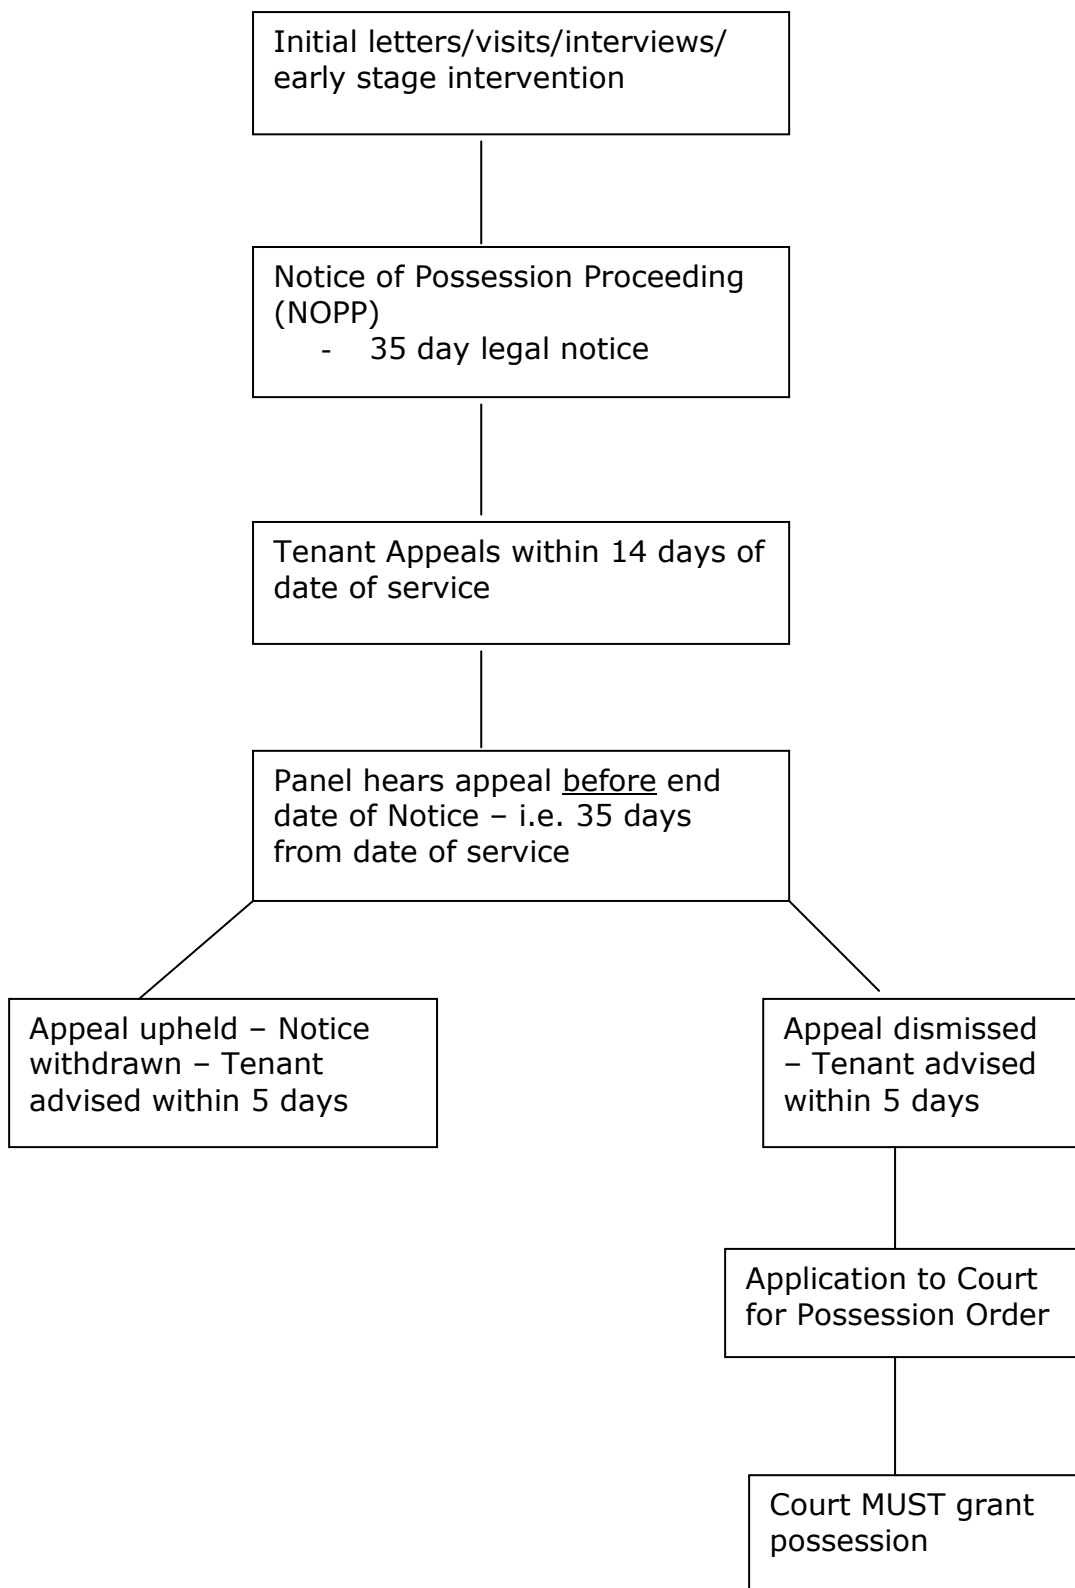 Initial letters/visits/interviews/
early stage intervention
Notice of Possession Proceeding
(NOPP)
- 35 day legal notice
Tenant Appeals within 14 days of
date of service
Panel hears appeal before end
date of Notice – i.e. 35 days
from date of service
Appeal upheld – Notice
withdrawn – Tenant
advised within 5 days
Appeal dismissed
– Tenant advised
within 5 days
Application to Court
for Possession Order
Court MUST grant
possession